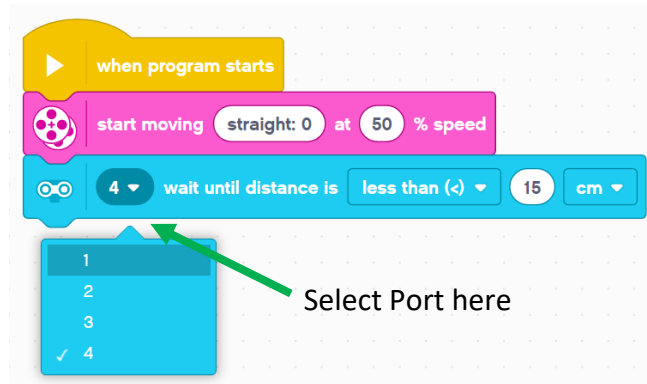 when program starts
start moving straight: 0 at 50 % speed
4 wait until distance is less than (<) 15 cm
1
2
Select Port here
3
4